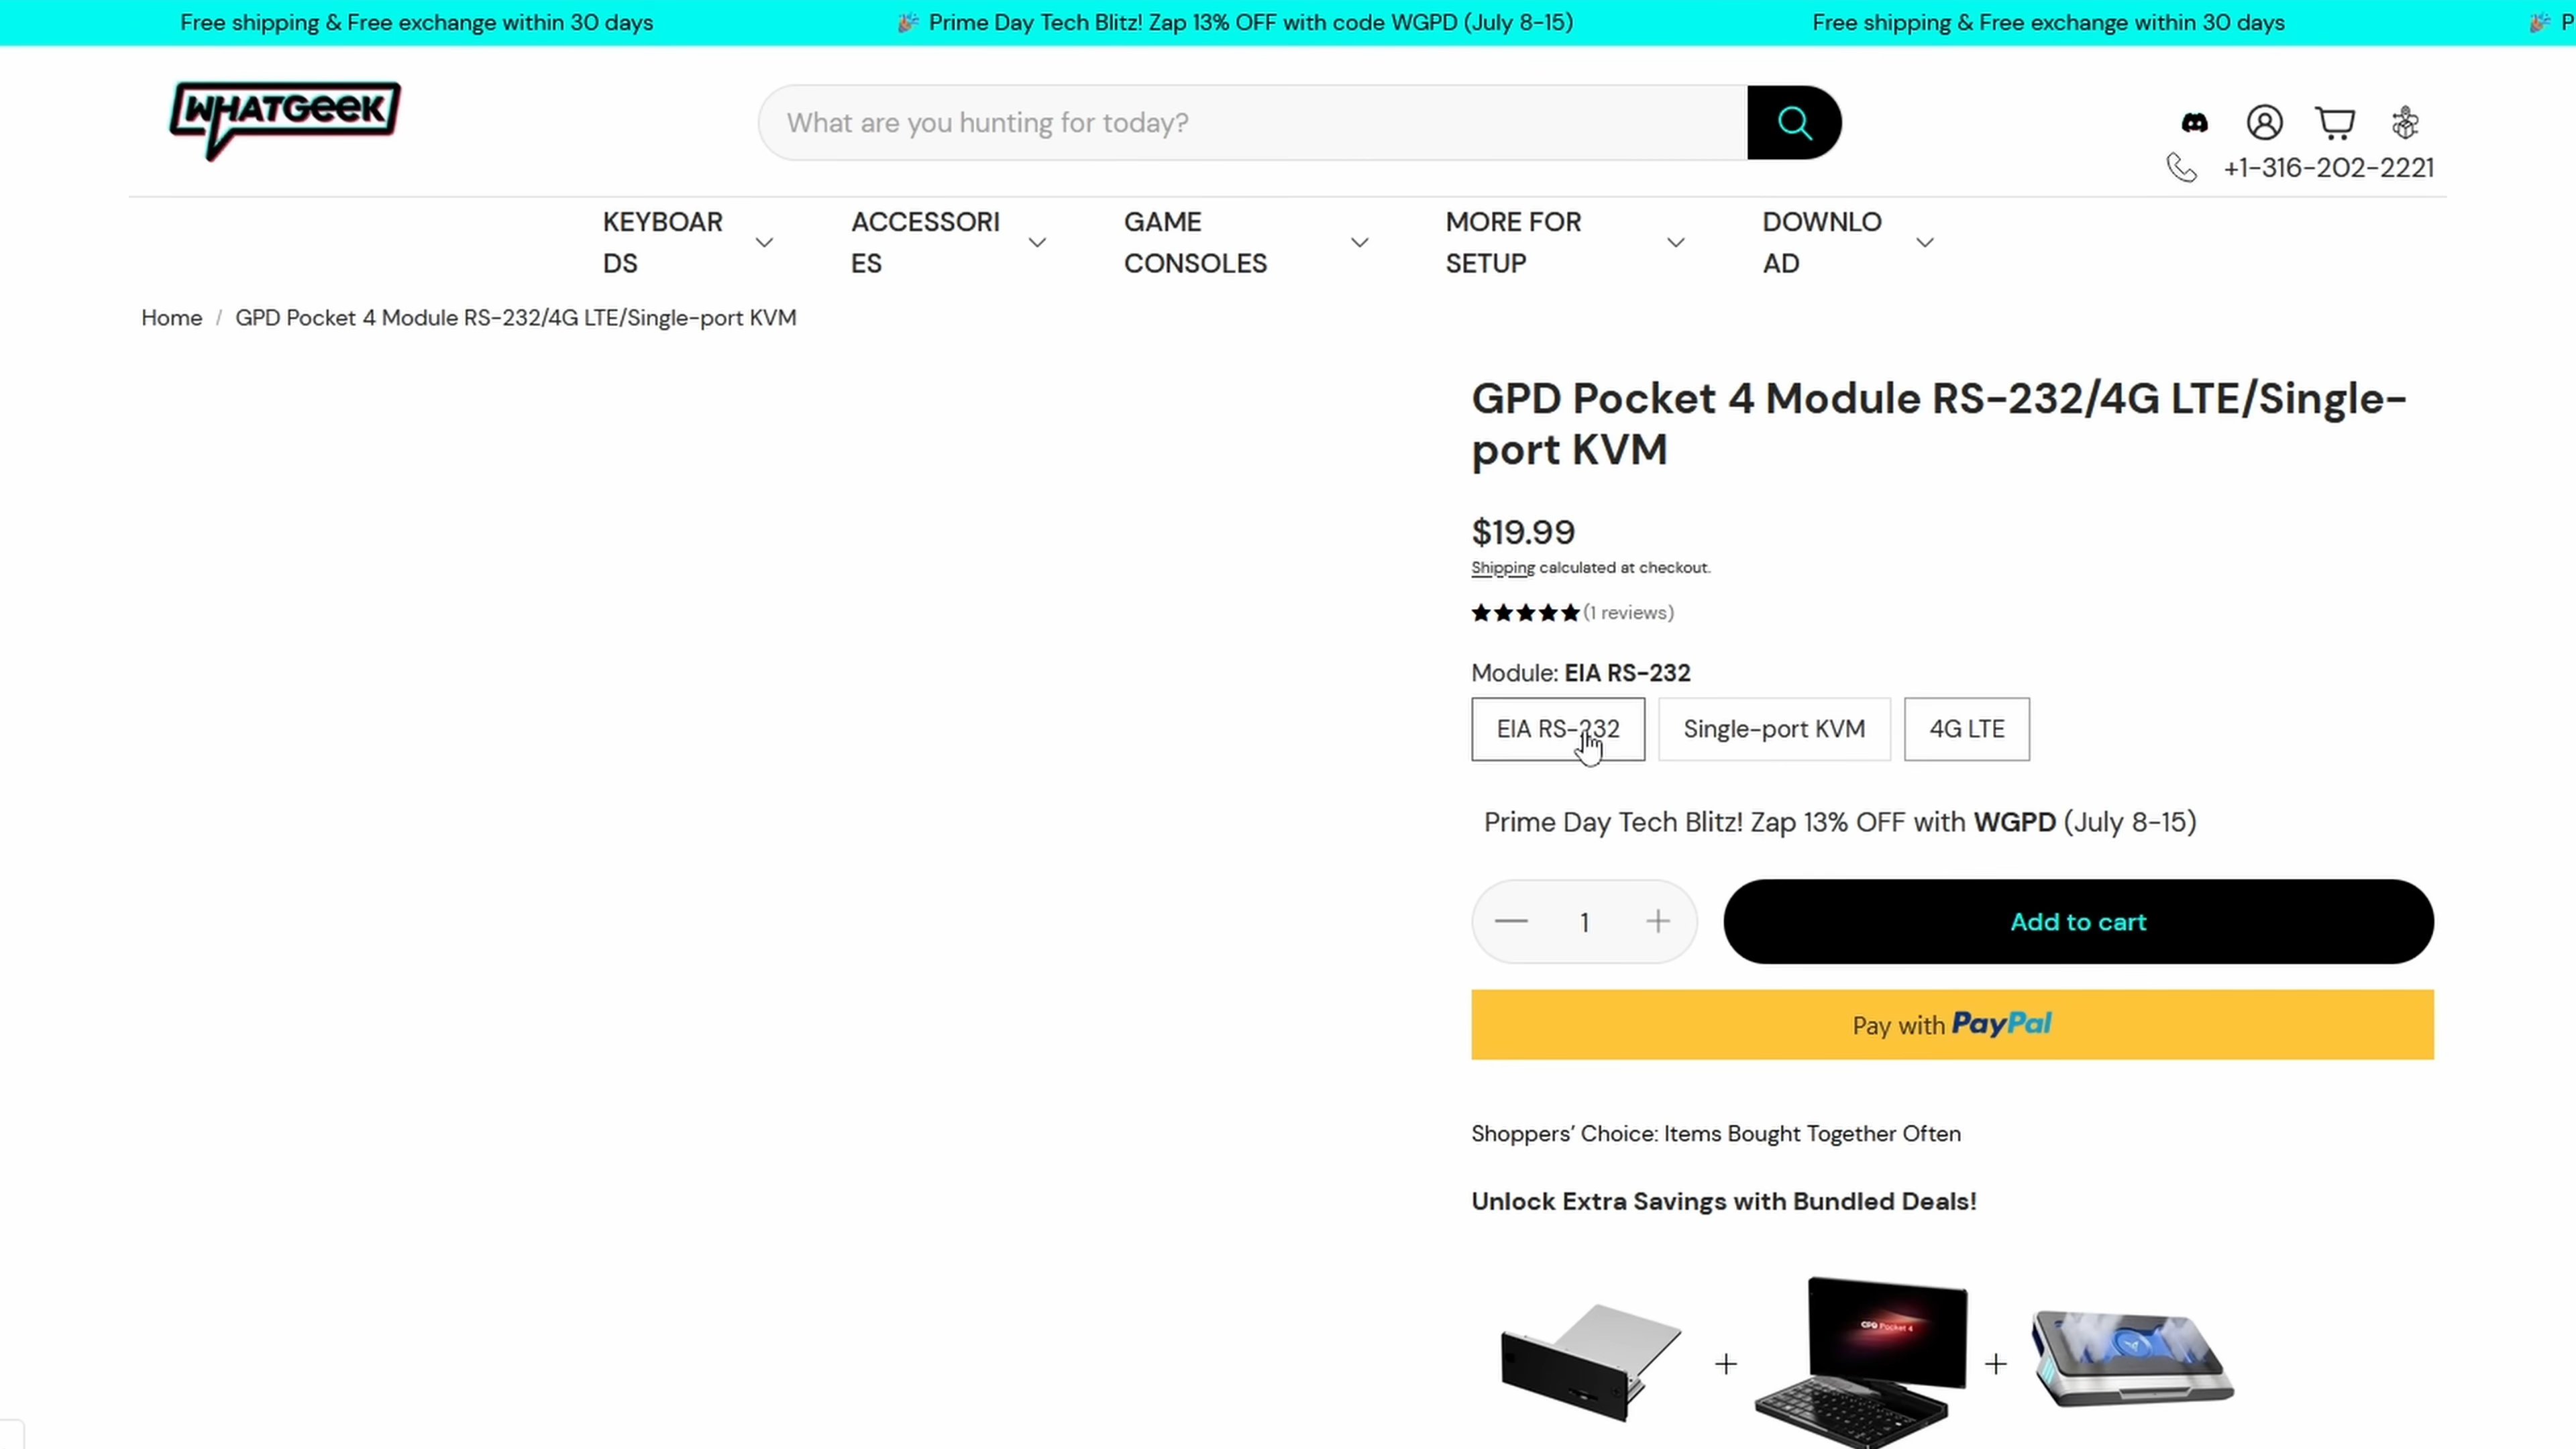 Free shipping & Free exchange within 30 days
🎉 Prime Day Tech Blitz! Zap 13% OFF with code WGPD (July 8-15)
Free shipping & Free exchange within 30 days
🎉 P
WHATGEEK
What are you hunting for today?
+1-316-202-2221
KEYBOAR
DS
ACCESSORI
ES
GAME
CONSOLES
MORE FOR
SETUP
DOWNLO
AD
Home / GPD Pocket 4 Module RS-232/4G LTE/Single-port KVM
GPD Pocket 4 Module RS-232/4G LTE/Single-
port KVM
$19.99
Shipping calculated at checkout.
★★★★★(1 reviews)
Module: EIA RS-232
EIA RS-232
Single-port KVM
4G LTE
Prime Day Tech Blitz! Zap 13% OFF with WGPD (July 8-15)
1
Add to cart
Pay with PayPal
Shoppers’ Choice: Items Bought Together Often
Unlock Extra Savings with Bundled Deals!
GPD Pocket 4
+
+